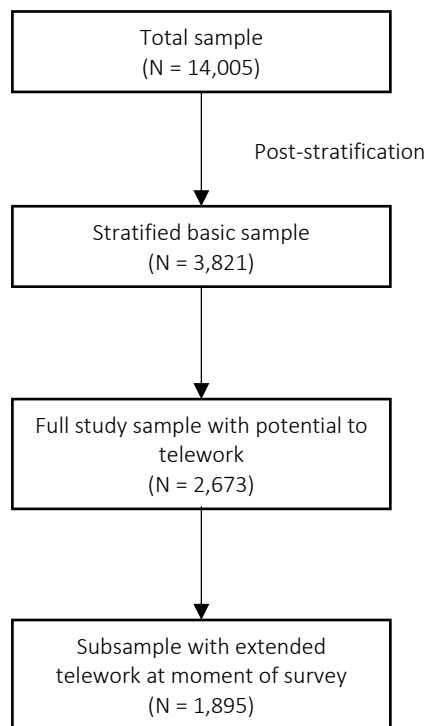 Total sample
(N = 14,005)
Post-stratification
Stratified basic sample
(N = 3,821)
Full study sample with potential to
telework
(N = 2,673)
Subsample with extended
telework at moment of survey
(N = 1,895)